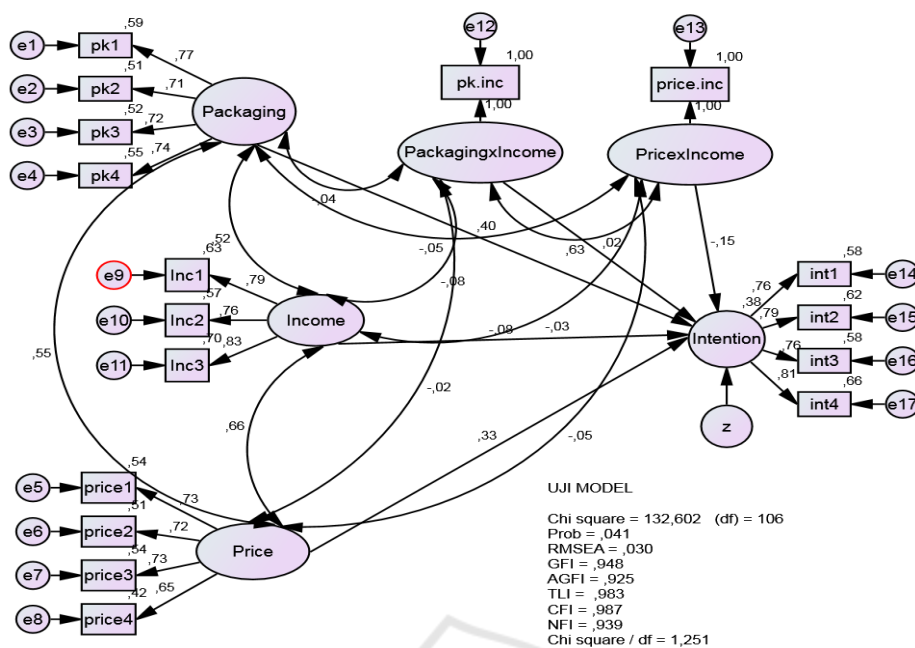 e12
e13
,59
1,00
1,00
e1
pk1
,77
,51
e2
pk2
,71
,52
e3
pk3
,72
,55
e4
pk4
,74
Packaging
pk.inc
price.inc
1,00
1,00
PackagingxIncome
PricexIncome
-,04
,40
,52
-,05
,63
,02
-,15
-,08
,63
e9
Inc1
,79
,57
e10
Inc2
,76
,70
e11
Inc3
,83
Income
-,08
-,03
,58
int1
e14
,76
,38
,62
int2
e15
,79
,58
int3
e16
,76
,66
int4
e17
,81
Intention
z
,55
,66
-,02
,33
-,05
,54
e5
price1
,73
,51
e6
price2
,72
,54
e7
price3
,73
,42
e8
price4
,65
Price
UJI MODEL
Chi square = 132,602 (df) = 106
Prob = ,041
RMSEA = ,030
GFI = ,948
AGFI = ,925
TLI = ,983
CFI = ,987
NFI = ,939
Chi square / df = 1,251